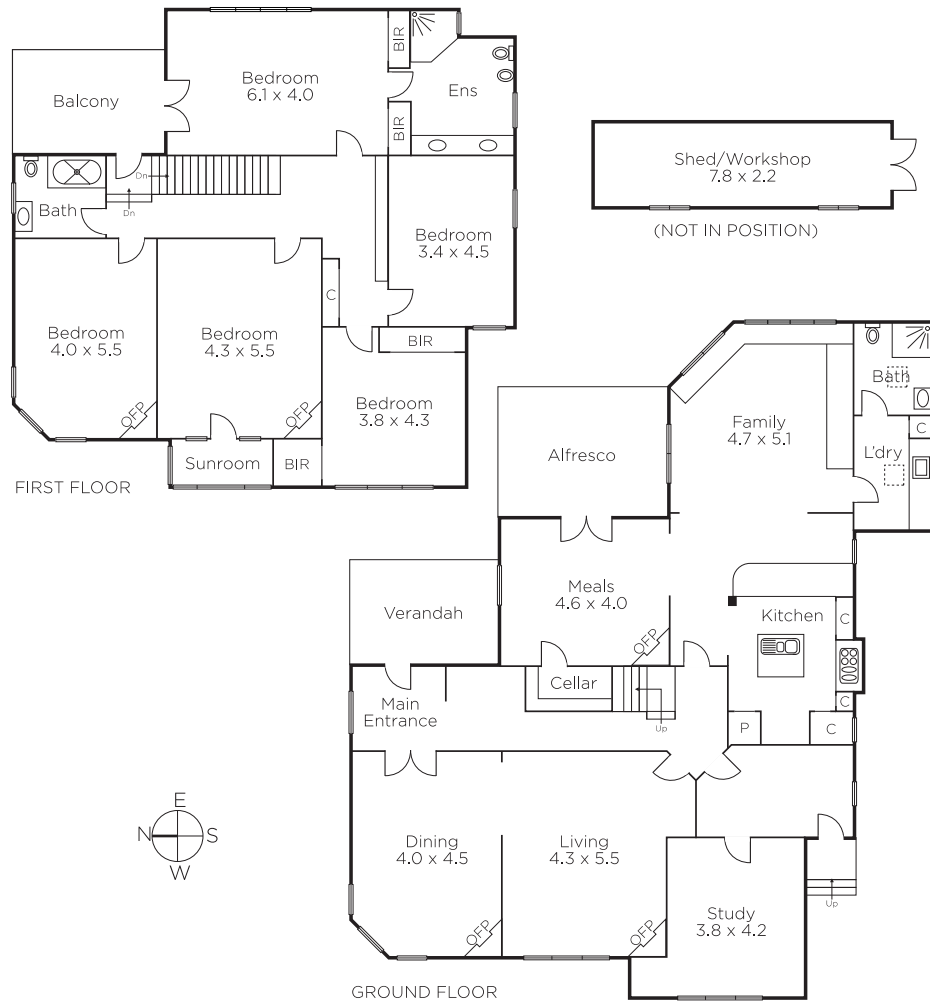 BIR
Bedroom
6.1 x 4.0
Ens
Balcony
BIR
Shed/Workshop
7.8 x 2.2
(NOT IN POSITION)
Dn
Dn
Bath
Bedroom
3.4 x 4.5
C
Bedroom
4.0 x 5.5
Bedroom
4.3 x 5.5
BIR
Bedroom
3.8 x 4.3
OFP
OFP
Sunroom
BIR
FIRST FLOOR
Bath
Family
4.7 x 5.1
C
L'dry
Alfresco
Meals
4.6 x 4.0
Verandah
Kitchen
C
OFP
Cellar
Main
Entrance
C
Up
P
C
E
N
S
W
Dining
4.0 x 4.5
Living
4.3 x 5.5
Up
Study
3.8 x 4.2
OFP
OFP
GROUND FLOOR